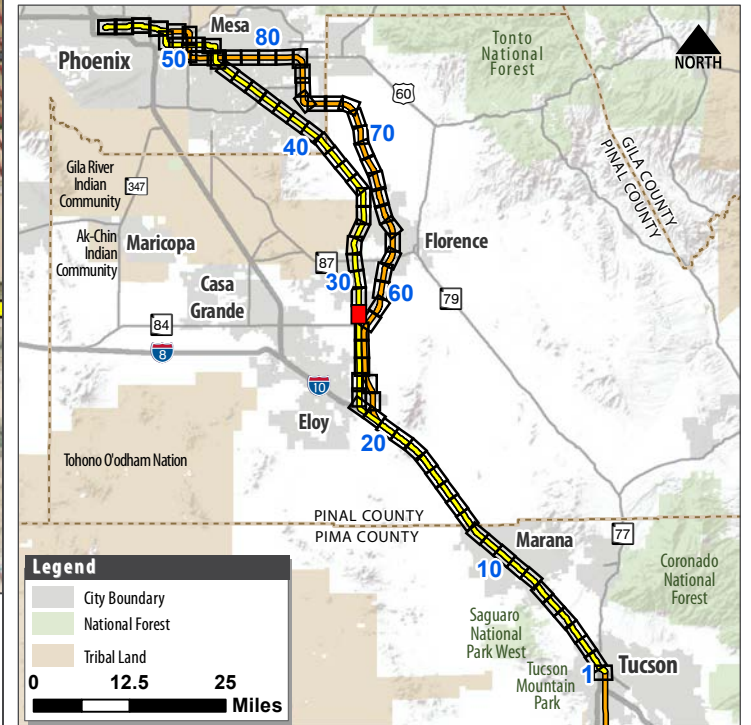 Mesa
80
Phoenix
50
Tonto
National
Forest
NORTH
60
70
40
GILA COUNTY
PINAL COUNTY
Gila River
Indian
Community
347
Ak-Chin
Indian
Community
Maricopa
87
Florence
Casa
Grande
30
60
79
84
8
10
Eloy
20
Tohono O'odham Nation
PINAL COUNTY
PIMA COUNTY
Marana
77
10
Coronado
National
Forest
Saguaro
National
Park West
Tucson
Mountain
Park
1
Tucson
Legend
City Boundary
National Forest
Tribal Land
0 12.5 25
Miles